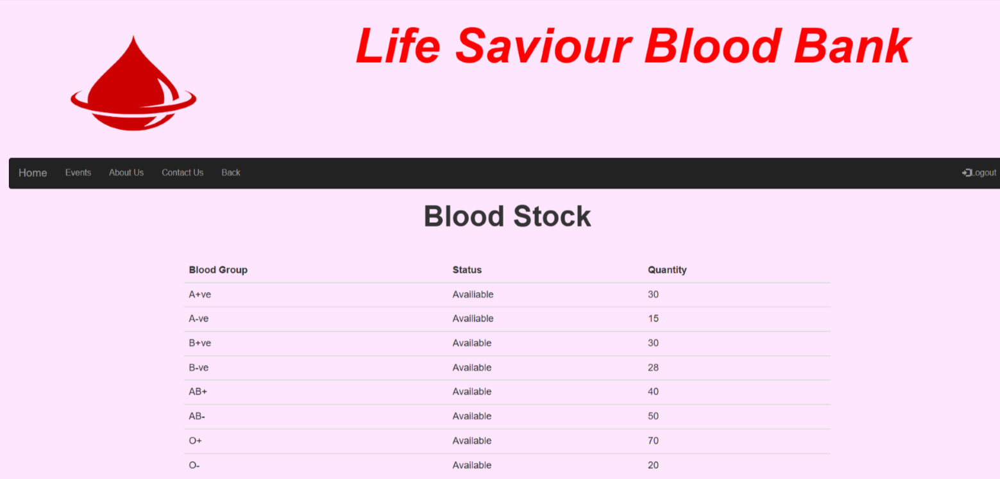 Life Saviour Blood Bank
Home Events About Us Contact Us Back Logout
Blood Stock
Blood Group Status Quantity
A+ve Availiable 30
A-ve Availiable 15
B+ve Available 30
B-ve Available 28
AB+ Available 40
AB- Available 50
O+ Available 70
O- Available 20